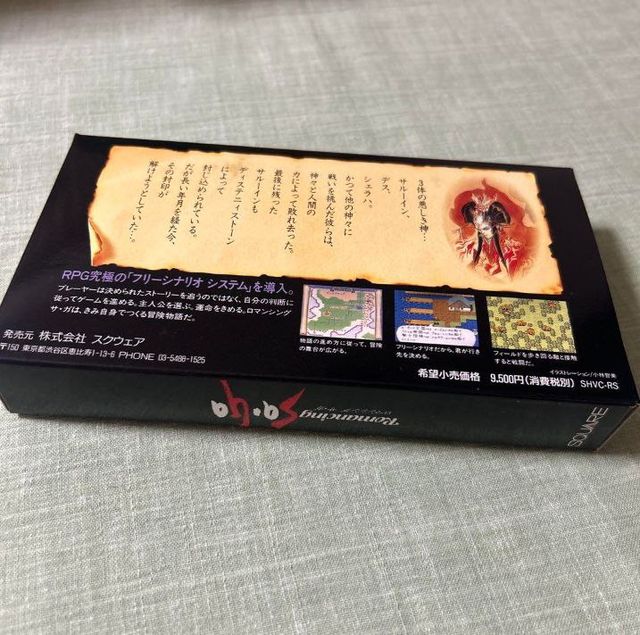 3体の悪しき神…
サルーイン、
デス、
シェラハ。
かつて他の神々に
戦いを挑んだ彼らは、
神々と人間の
力によって敗れ去った。
最後に残った
サルーインも
ディステニィストーン
によって
封じ込められている。
だが長い年月を経た今、
その封印が
解けようとしていた…。
RPG究極の「フリーシナリオ システム」を導入。
プレーヤーは決められたストーリーを追うのではなく、自分の判断に
従ってゲームを進める。主人公を選ぶ。運命をきめる。ロマンシング
サ・ガは、きみ自身でつくる冒険物語だ。
物語の進め方に従って、冒険
の舞台が広がる。
フリーシナリオだから、君が行き
先を決める。
フィールドを歩き回る敵と接触
すると戦闘だ。
イラストレーション/小林智美
発売元 株式会社 スクウェア
〒150 東京都渋谷区恵比寿1-13-6 PHONE 03-5488-1525
希望小売価格 9,500円(消費税別) SHVC-RS
Romancing
ロマンシング サ・ガ
Sa・Ga
SQUARE